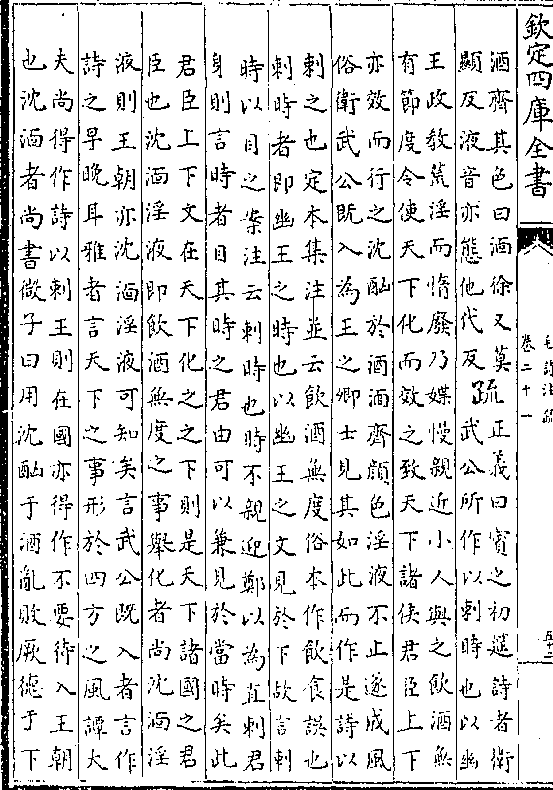 欽定四庫全書
毛詩注疏
卷二十一
酒齊其色曰湎徐又莫
顯反液音亦態他代反
疏
正義曰賓之初筵詩者衛
武公所作以刺時也以幽
王政教荒淫而惰廢乃媟慢親近小人與之飲酒無
有節度令使天下化而效之致天下諸侯君臣上下
亦效而行之沈酗於酒湎齊顔色淫液不止遂成風
俗衛武公既入為王之卿士見其如此而作是詩以
刺之也定本集注並云飲酒無度俗本作飲食誤也
刺時者即幽王之時也以幽王之文見於下故言刺
時以目之案注云刺時也時不親迎鄭以為直刺君
身則言時者目其時之君由可以兼見於當時矣此
君臣上下文在天下化之之下則是天下諸國之君
臣也沈湎淫液即飲酒無度之事舉化者尚沈湎淫
液則王朝亦沈湎淫液可知矣言武公既入者言作
詩之早晚耳雅者言天下之事形於四方之風譚大
夫尚得作詩以刺王則在國亦得作不要待入王朝
也沈湎者尚書微子曰用沈酗于酒亂敗厥德于下